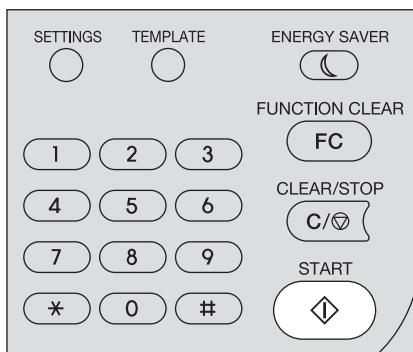 SETTINGS TEMPLATE ENERGY SAVER
FUNCTION CLEAR
1 2 3 FC
CLEAR/STOP
4 5 6 C/
7 8 9
START
* 0 #